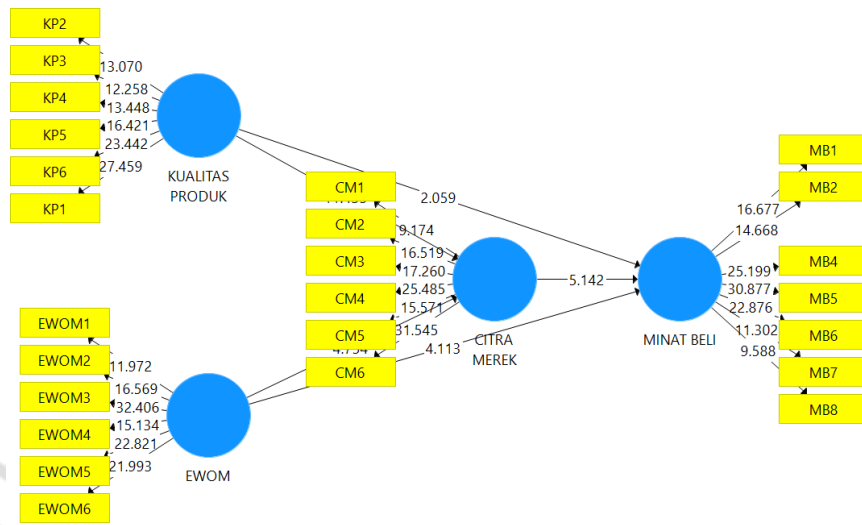 KP2
KP3
KP4
KP5
KP6
KP1
13.070
12.258
13.448
16.421
23.442
27.459
KUALITAS
PRODUK
EWOM1
EWOM2
EWOM3
EWOM4
EWOM5
EWOM6
11.972
16.569
32.406
15.134
22.821
21.993
EWOM
CM1
CM2
CM3
CM4
CM5
CM6
9.174
16.519
17.260
25.485
15.571
31.545
CITRA
MEREK
2.059
5.142
4.113
MINAT BELI
MB1
MB2
MB4
MB5
MB6
MB7
MB8
16.677
14.668
25.199
30.877
22.876
11.302
9.588